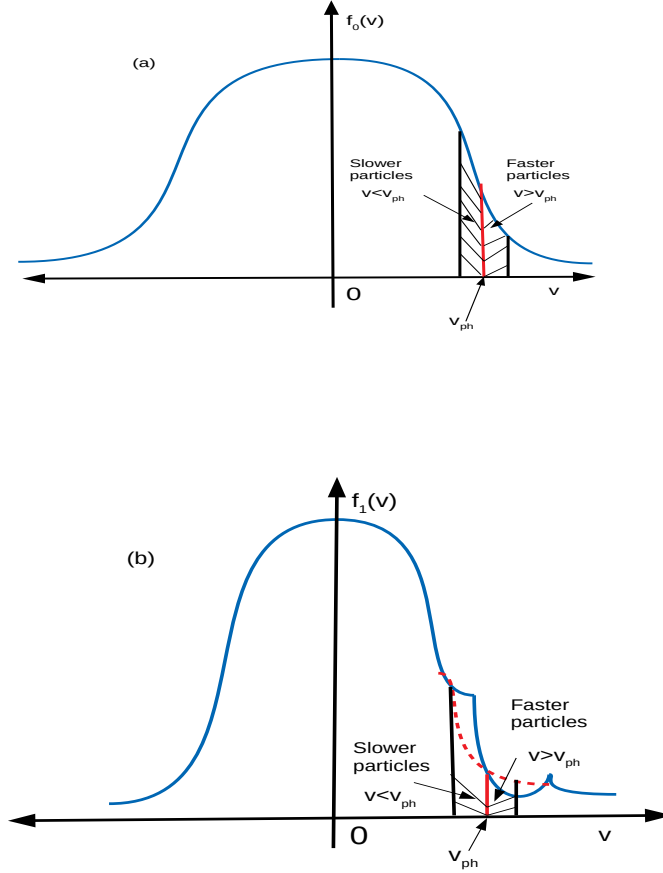 f₀(v)
(a)
Slower
particles
v<vₚₕ
Faster
particles
v>vₚₕ
0
v
vₚₕ
f₁(v)
(b)
Faster
particles
v>vₚₕ
Slower
particles
v<vₚₕ
0
v
vₚₕ